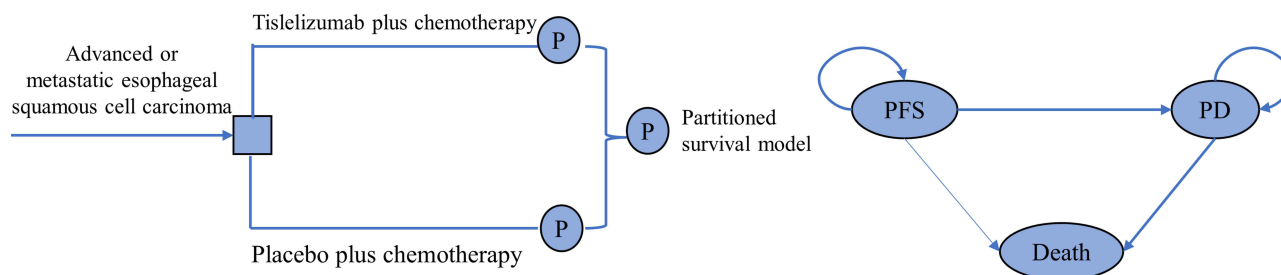 Tislelizumab plus chemotherapy
P
Advanced or
metastatic esophageal
squamous cell carcinoma
P
Partitioned
survival model
P
Placebo plus chemotherapy
PFS
PD
Death